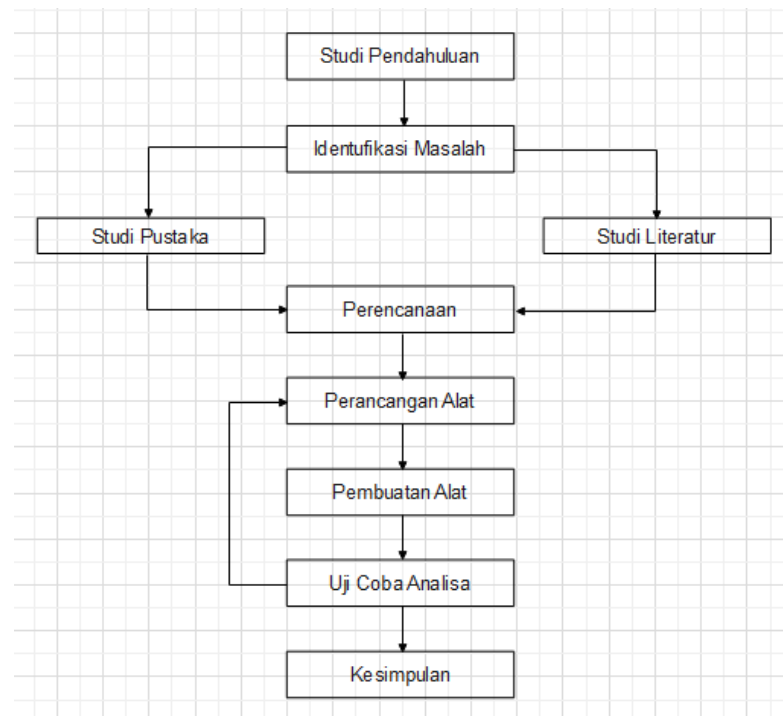 Studi Pendahuluan
Identufikasi Masalah
Studi Pustaka
Studi Literatur
Perencanaan
Perancangan Alat
Pembuatan Alat
Uji Coba Analisa
Kesimpulan